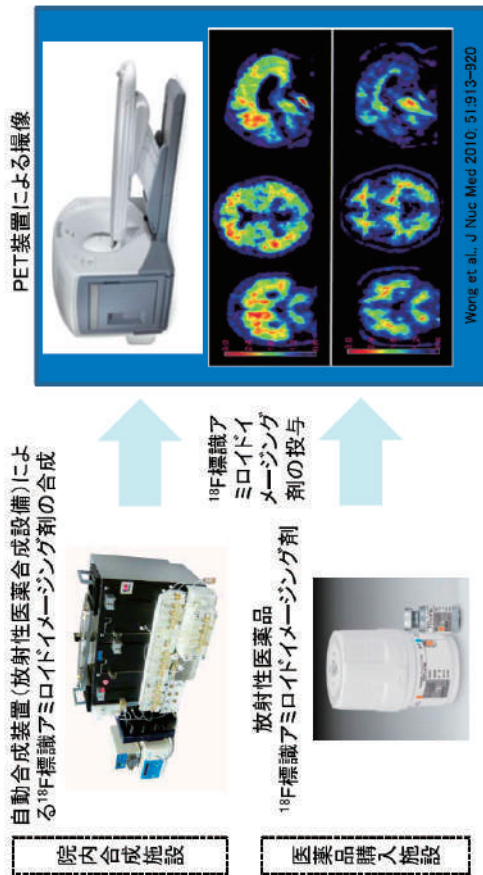 院内合成施設
自動合成装置(放射性医薬合成設備)によ
る¹⁸F標識アミロイドイメージング剤の合成
医薬品購入施設
放射性医薬品
¹⁸F標識アミロイドイメージング剤
¹⁸F標識ア
ミロイドイ
メージング
剤の投与
PET装置による撮像
Wong et al., J Nuc Med 2010, 51:913-920